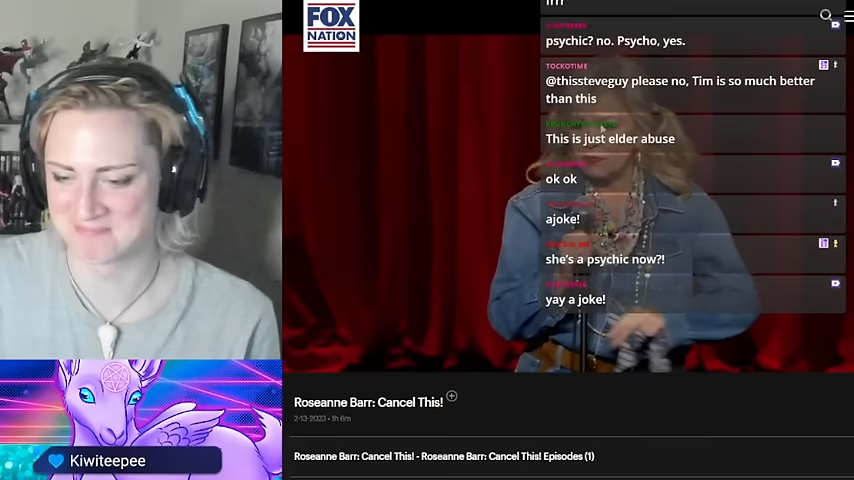 FOX
NATION
psychic? no. Psycho, yes.
TOCKOTIME
@thissteveguy please no, Tim is so much better
than this
This is just elder abuse
ok ok
ajoke!
she's a psychic now?!
yay a joke!
Roseanne Barr: Cancel This!
2-13-2023 • 1h 6m
Roseanne Barr: Cancel This! - Roseanne Barr: Cancel This! Episodes (1)
Kiwiteepee